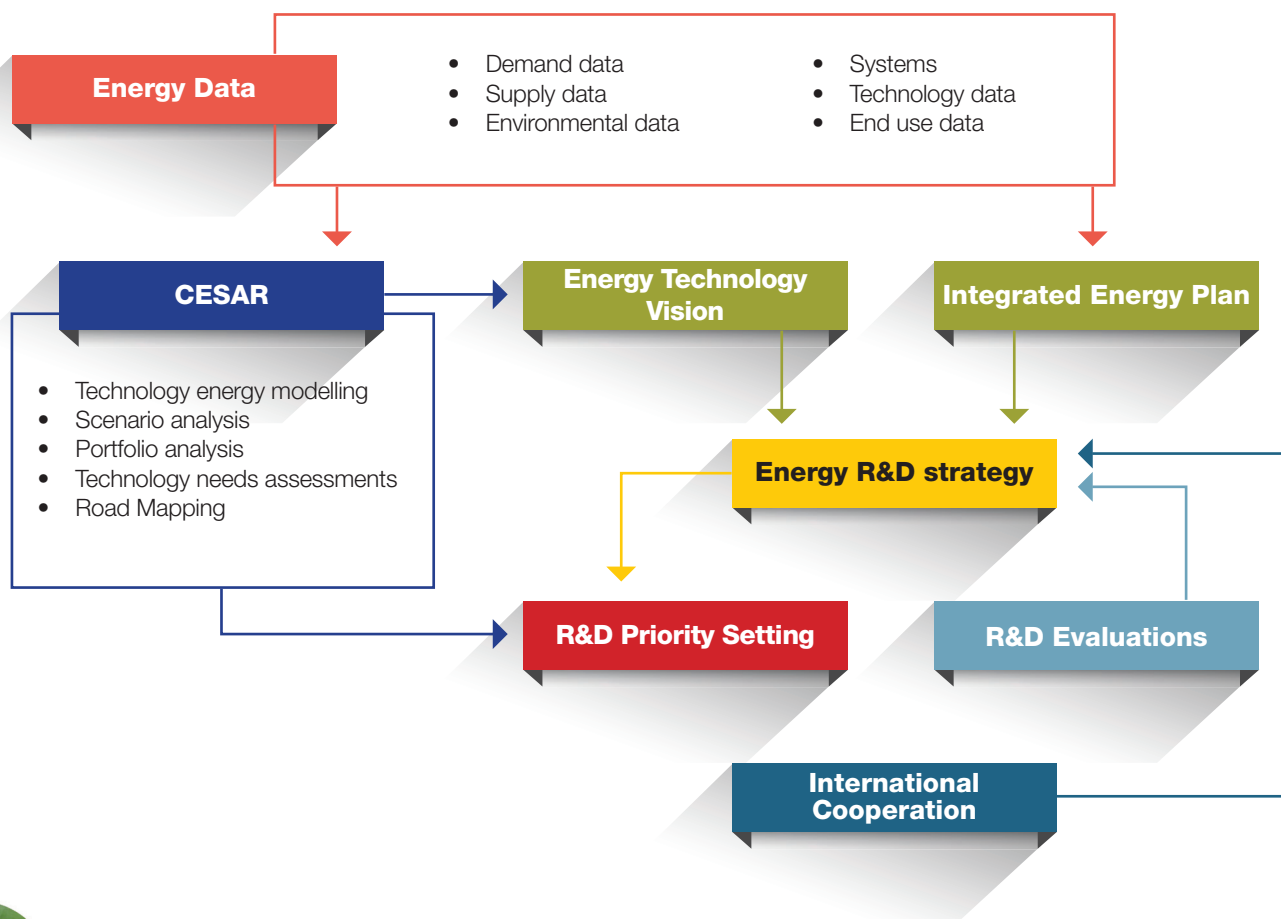 Energy Data
• Demand data
• Supply data
• Environmental data
• Systems
• Technology data
• End use data
CESAR
Energy Technology
Vision
Integrated Energy Plan
• Technology energy modelling
• Scenario analysis
• Portfolio analysis
• Technology needs assessments
• Road Mapping
Energy R&D strategy
R&D Priority Setting
R&D Evaluations
International
Cooperation